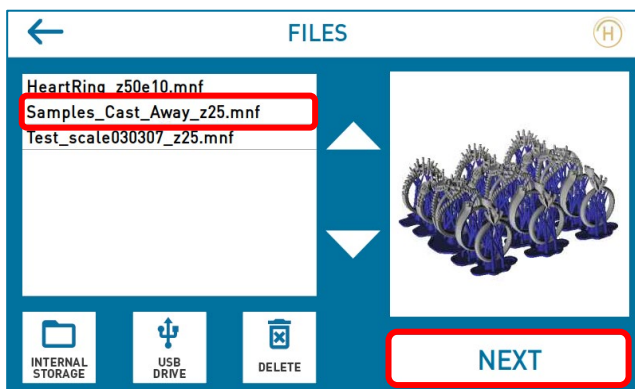 FILES
H
HeartRing_z50e10.mnf
Samples_Cast_Away_z25.mnf
Test_scale030307_z25.mnf
INTERNAL
STORAGE
USB
DRIVE
DELETE
NEXT